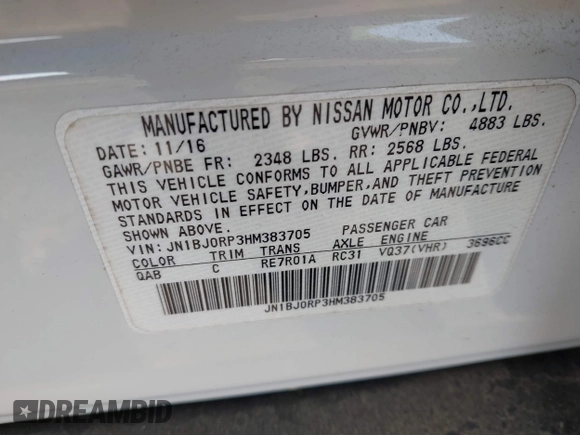 MANUFACTURED BY NISSAN MOTOR CO.,LTD.
DATE: 11/16 GVWR/PNBV: 4883 LBS.
GAWR/PNBE FR: 2348 LBS. RR: 2568 LBS.
THIS VEHICLE CONFORMS TO ALL APPLICABLE FEDERAL
MOTOR VEHICLE SAFETY,BUMPER,AND THEFT PREVENTION
STANDARDS IN EFFECT ON THE DATE OF MANUFACTURE
SHOWN ABOVE.
VIN: JN1BJ0RP3HM383705 PASSENGER CAR
COLOR TRIM TRANS AXLE ENGINE
QAB C RE7R01A RC31 VQ37(VHR) 3696CC
JN1BJ0RP3HM383705
DREAMBID